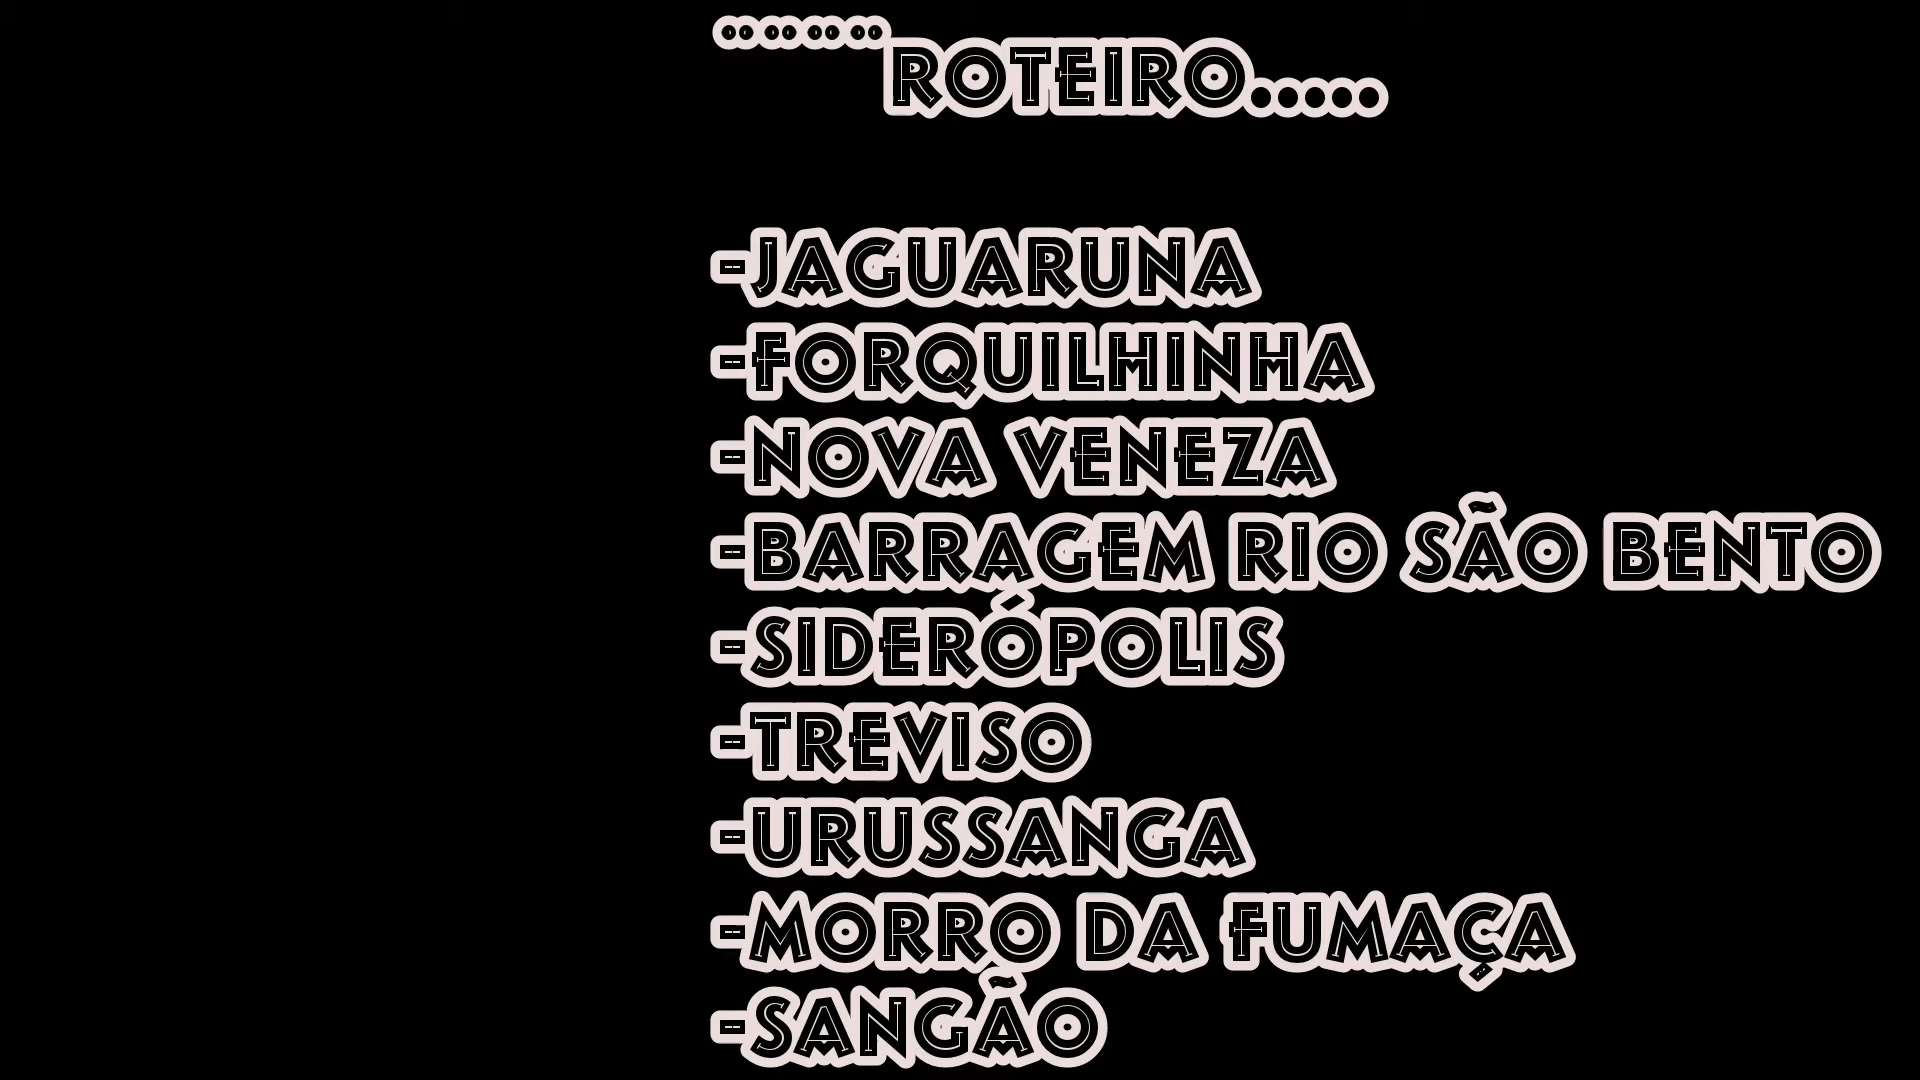 ¨¨¨¨ROTEIRO.....
-JAGUARUNA
-FORQUILHINHA
-NOVA VENEZA
-BARRAGEM RIO SÃO BENTO
-SIDERÓPOLIS
-TREVISO
-URUSSANGA
-MORRO DA FUMAÇA
-SANGÃO